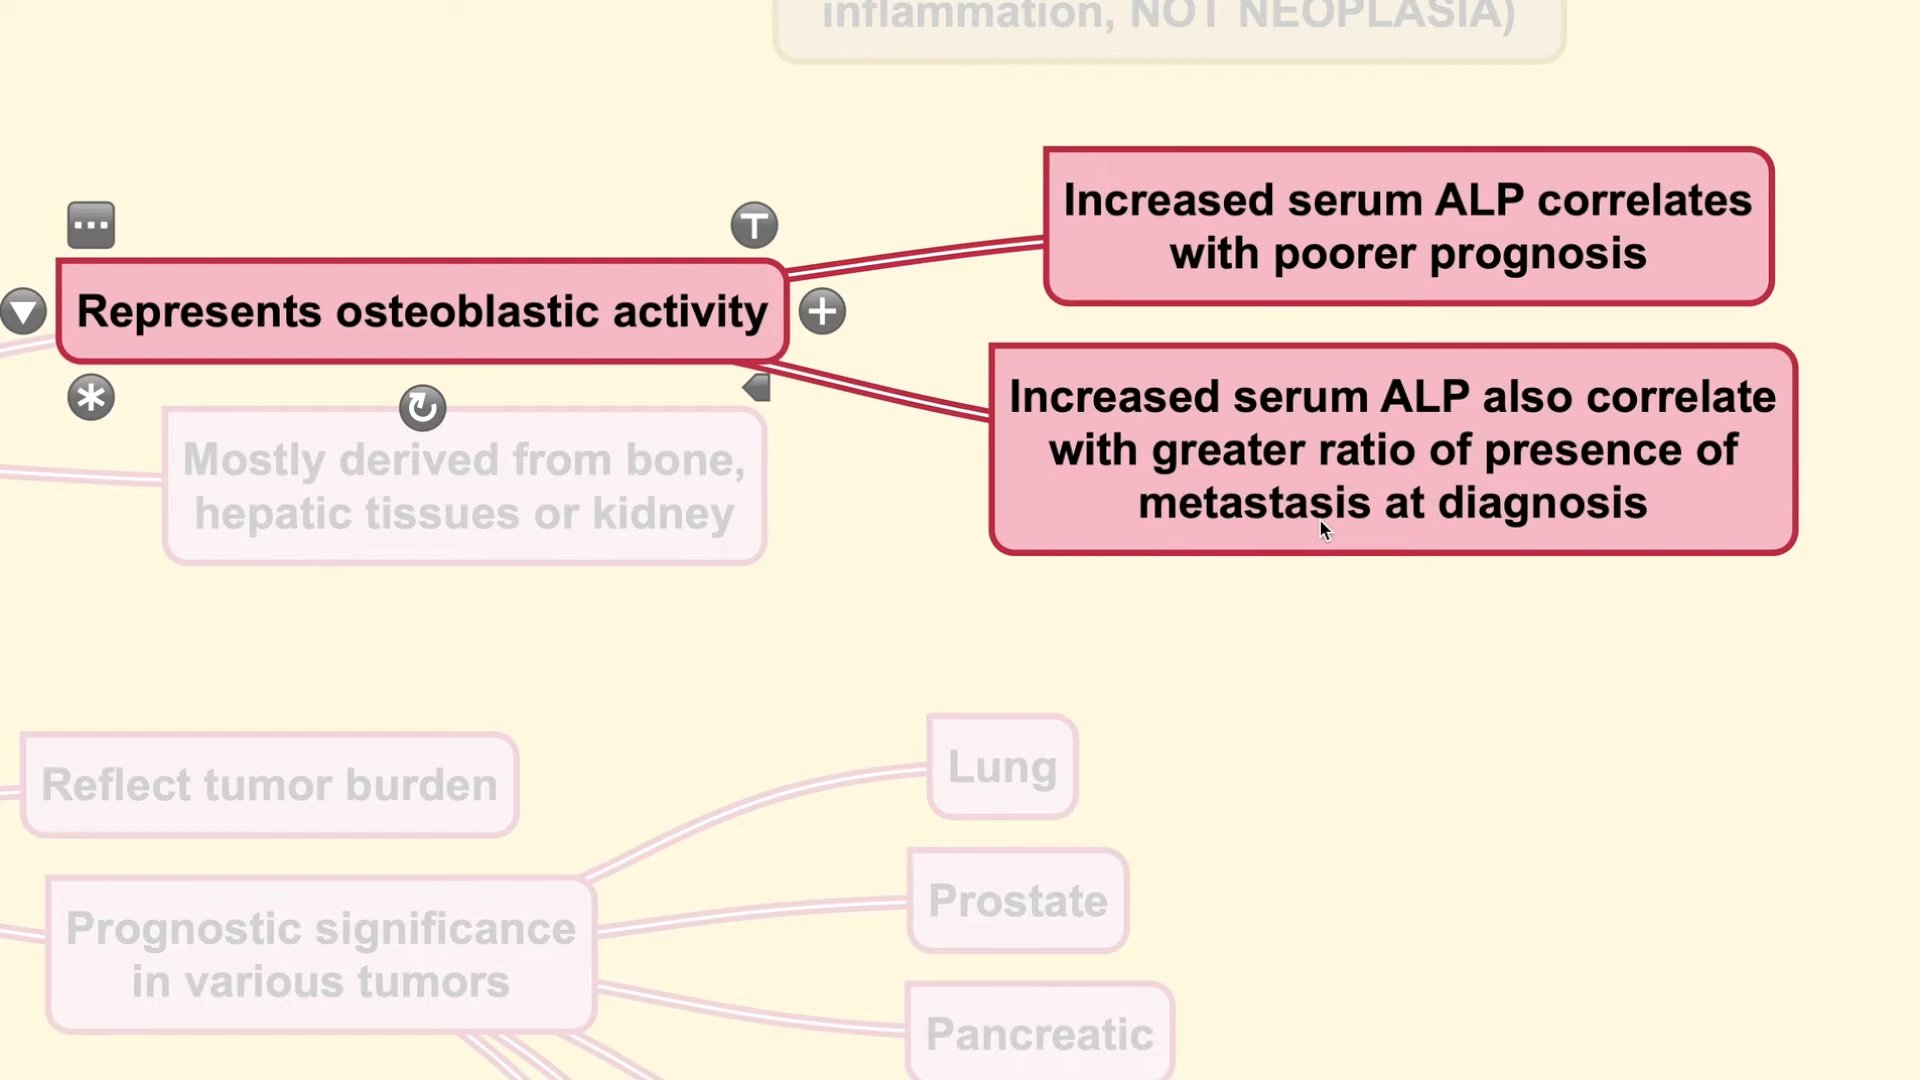 inflammation, NOT NEOPLASIA)
Increased serum ALP correlates
with poorer prognosis
Represents osteoblastic activity
Increased serum ALP also correlate
with greater ratio of presence of
metastasis at diagnosis
Mostly derived from bone,
hepatic tissues or kidney
Reflect tumor burden
Lung
Prostate
Prognostic significance
in various tumors
Pancreatic